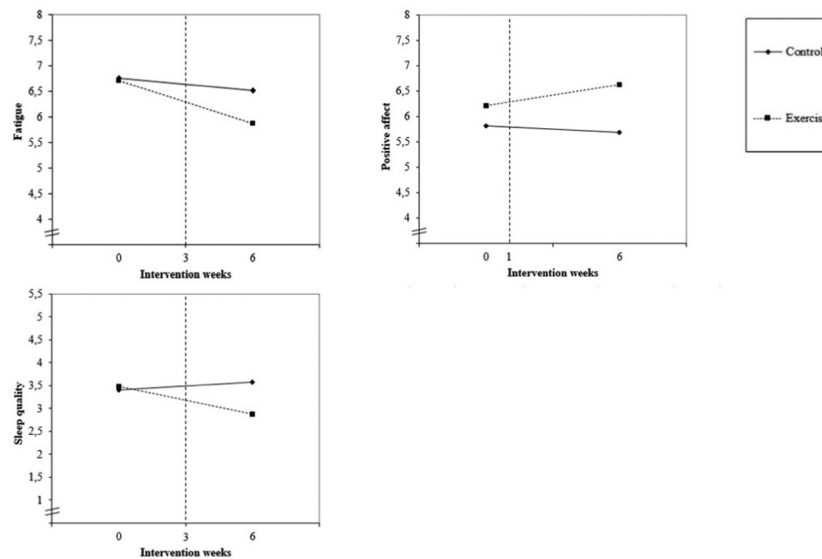 8
7,5
7
6,5
6
5,5
5
4,5
4
Fatigue
0 3 6
Intervention weeks
8
7,5
7
6,5
6
5,5
5
4,5
4
Positive affect
0 1 6
Intervention weeks
Control
Exercis
5,5
5
4,5
4
3,5
3
2,5
2
1,5
1
Sleep quality
0 3 6
Intervention weeks